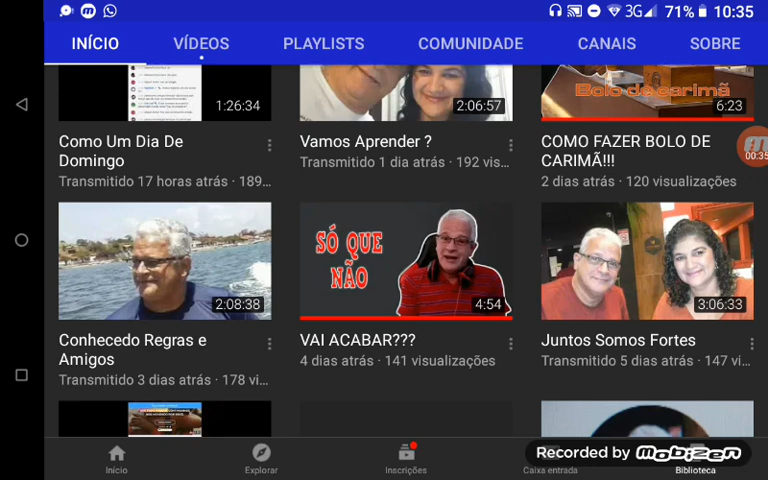 3G 71% 10:35
INÍCIO VÍDEOS PLAYLISTS COMUNIDADE CANAIS SOBRE
1:26:34 2:06:57 Bolo de carimã 6:23
Como Um Dia De
Domingo
Transmitido 17 horas atrás · 189...
Vamos Aprender ?
Transmitido 1 dia atrás · 192 vis...
COMO FAZER BOLO DE
CARIMÃ!!!
2 dias atrás · 120 visualizações
00:35
2:08:38
SÓ QUE
NÃO
4:54
3:06:33
Conhecedo Regras e
Amigos
Transmitido 3 dias atrás · 178 vi...
VAI ACABAR???
4 dias atrás · 141 visualizações
Juntos Somos Fortes
Transmitido 5 dias atrás · 147 vi...
Recorded by MOBIZEN
Início Explorar Inscrições Caixa entrada Biblioteca